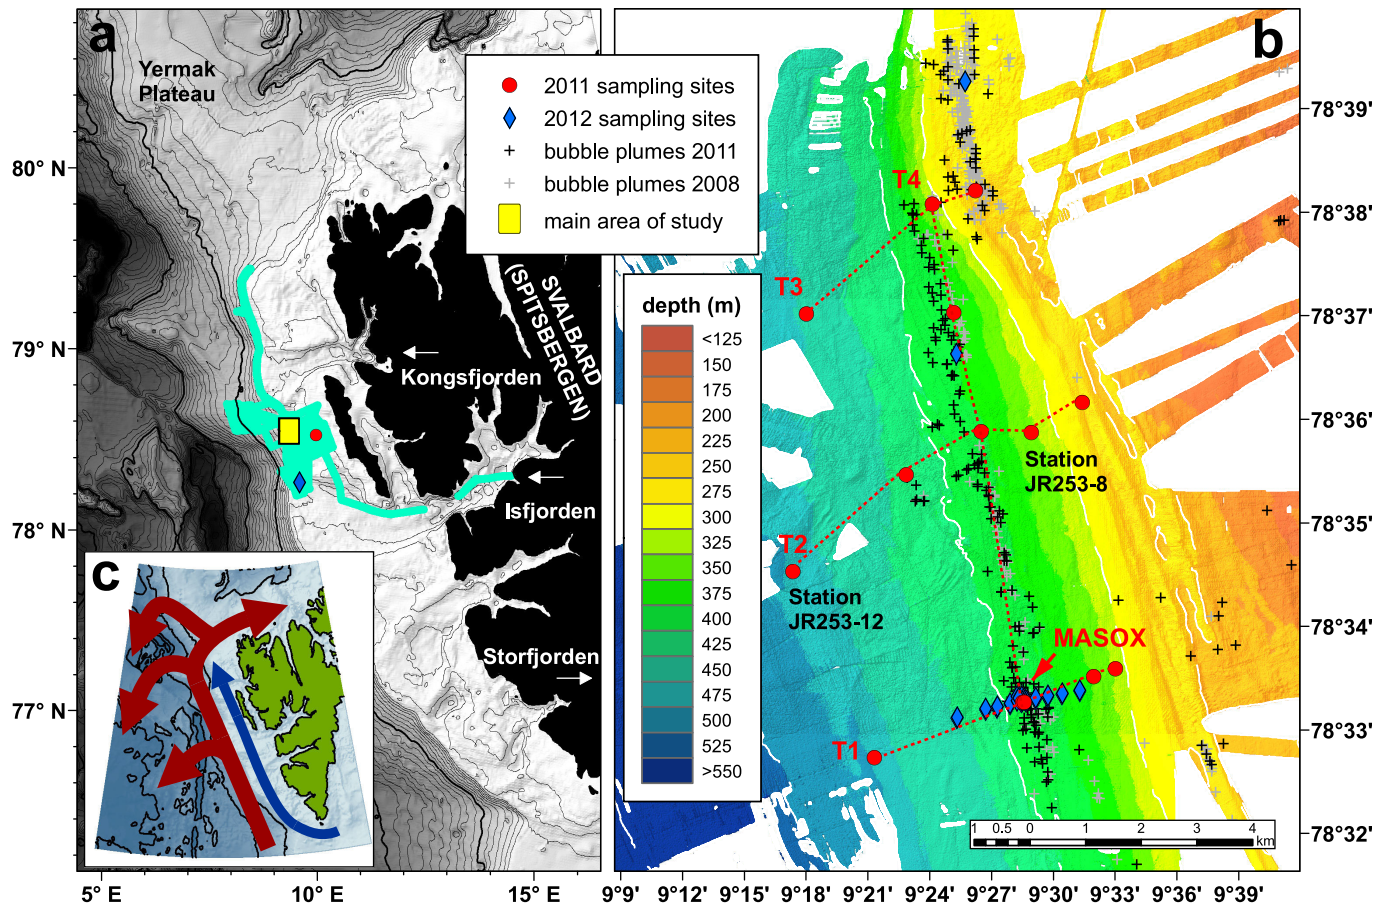 a
Yermak
Plateau
80° N
79° N
78° N
77° N
5° E
10° E
15° E
Kongsfjorden
SVALBARD
(SPITSBERGEN)
Isfjorden
Storfjorden
c
2011 sampling sites
2012 sampling sites
bubble plumes 2011
bubble plumes 2008
main area of study
depth (m)
<125
150
175
200
225
250
275
300
325
350
375
400
425
450
475
500
525
>550
b
T4
T3
T2
T1
Station
JR253-8
Station
JR253-12
MASOX
1 0.5 0 1 2 3 4
km
78°39'
78°38'
78°37'
78°36'
78°35'
78°34'
78°33'
78°32'
9°9'
9°12'
9°15'
9°18'
9°21'
9°24'
9°27'
9°30'
9°33'
9°36'
9°39'